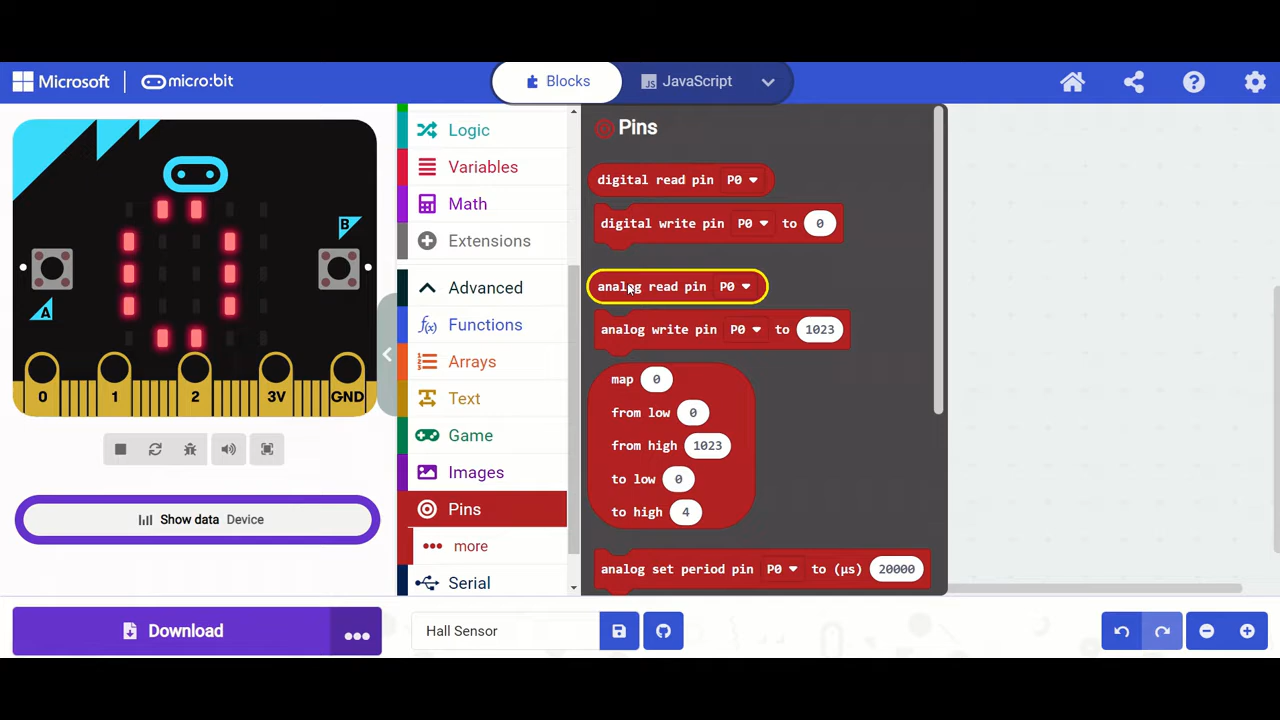 Microsoft micro:bit
Blocks
JavaScript
Logic
Variables
Math
Extensions
Advanced
Functions
Arrays
Text
Game
Images
Pins
more
Serial
Pins
digital read pin P0
digital write pin P0 to 0
analog read pin P0
analog write pin P0 to 1023
map 0
from low 0
from high 1023
to low 0
to high 4
analog set period pin P0 to (µs) 20000
A
B
0 1 2 3V GND
Show data Device
Download
Hall Sensor